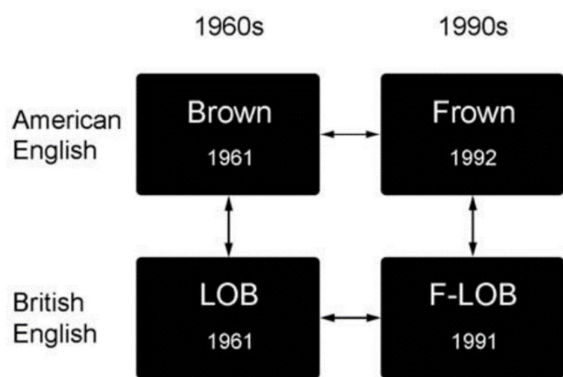 1960s
1990s
American
English
Brown
1961
Frown
1992
British
English
LOB
1961
F-LOB
1991